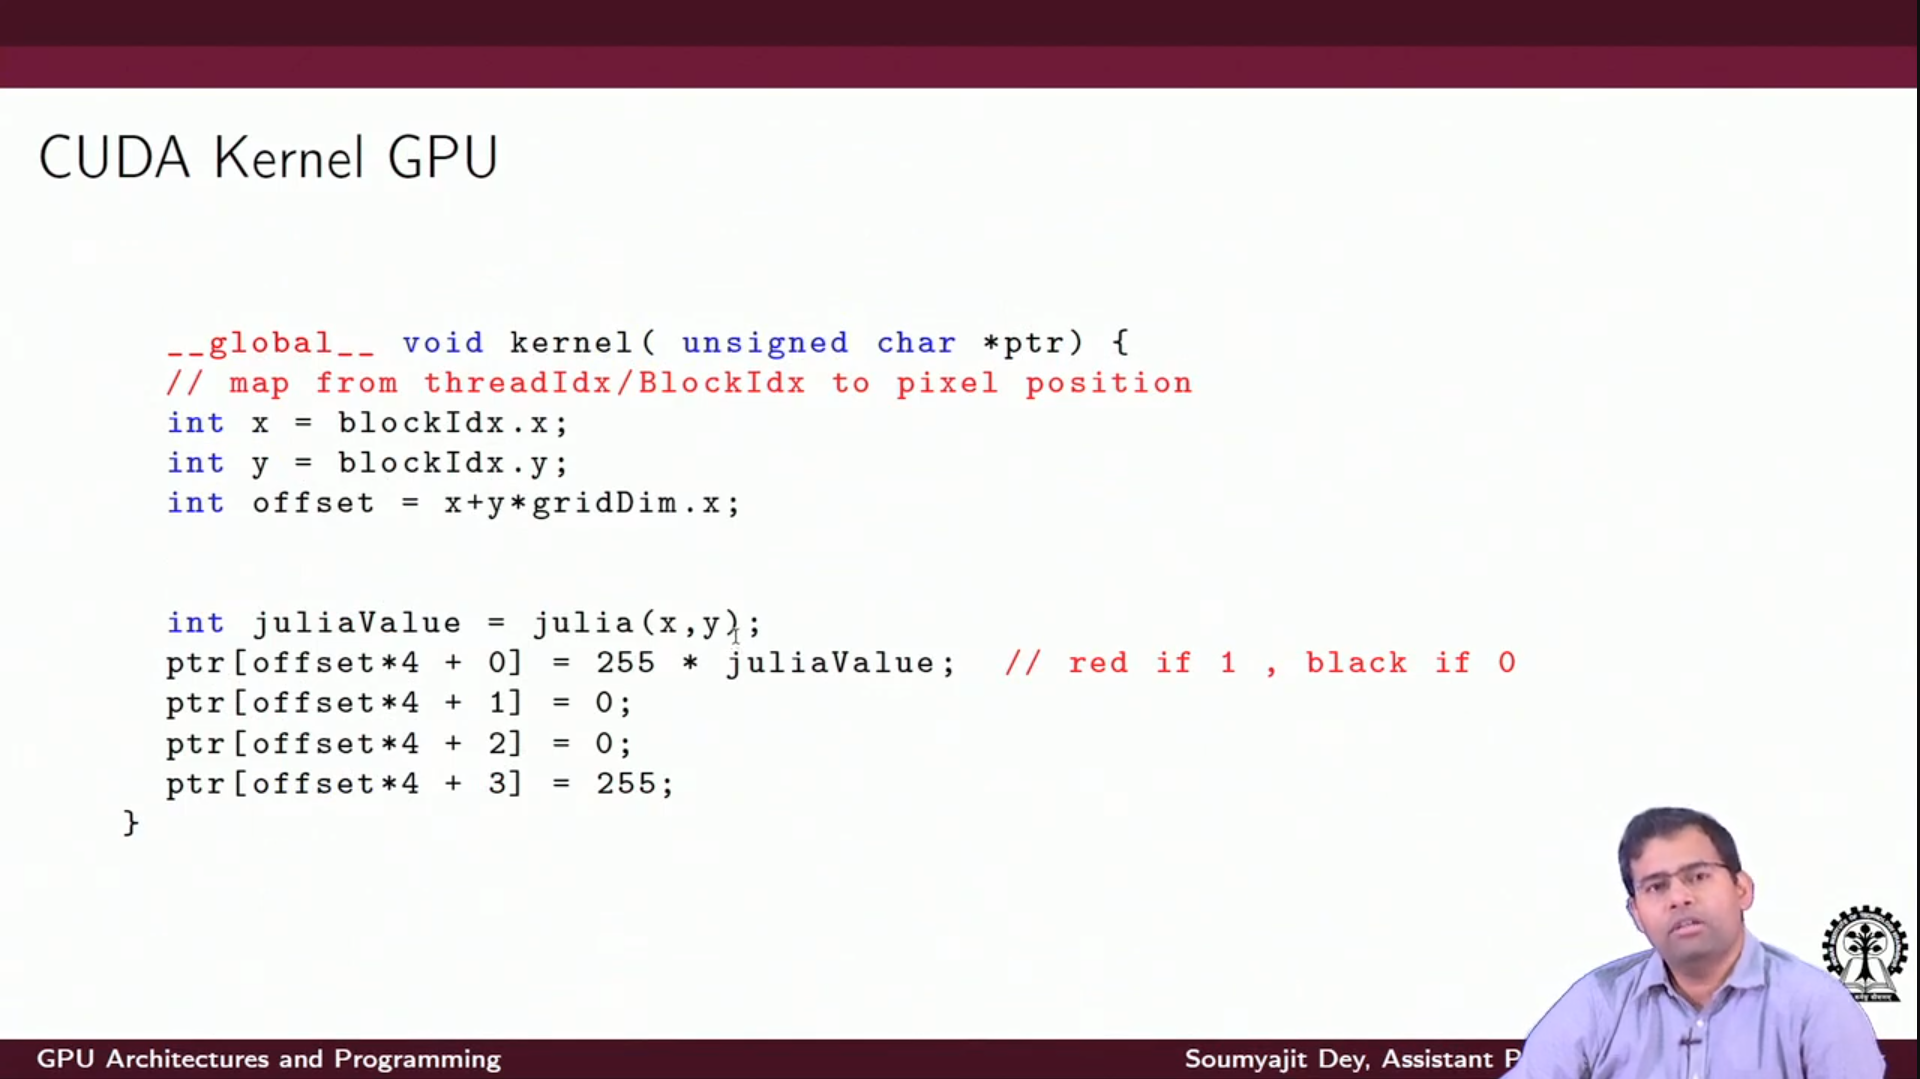 CUDA Kernel GPU
__global__ void kernel( unsigned char *ptr) {
// map from threadIdx/BlockIdx to pixel position
int x = blockIdx.x;
int y = blockIdx.y;
int offset = x+y*gridDim.x;
int juliaValue = julia(x,y);
ptr[offset*4 + 0] = 255 * juliaValue; // red if 1 , black if 0
ptr[offset*4 + 1] = 0;
ptr[offset*4 + 2] = 0;
ptr[offset*4 + 3] = 255;
}
GPU Architectures and Programming
Soumyajit Dey, Assistant P